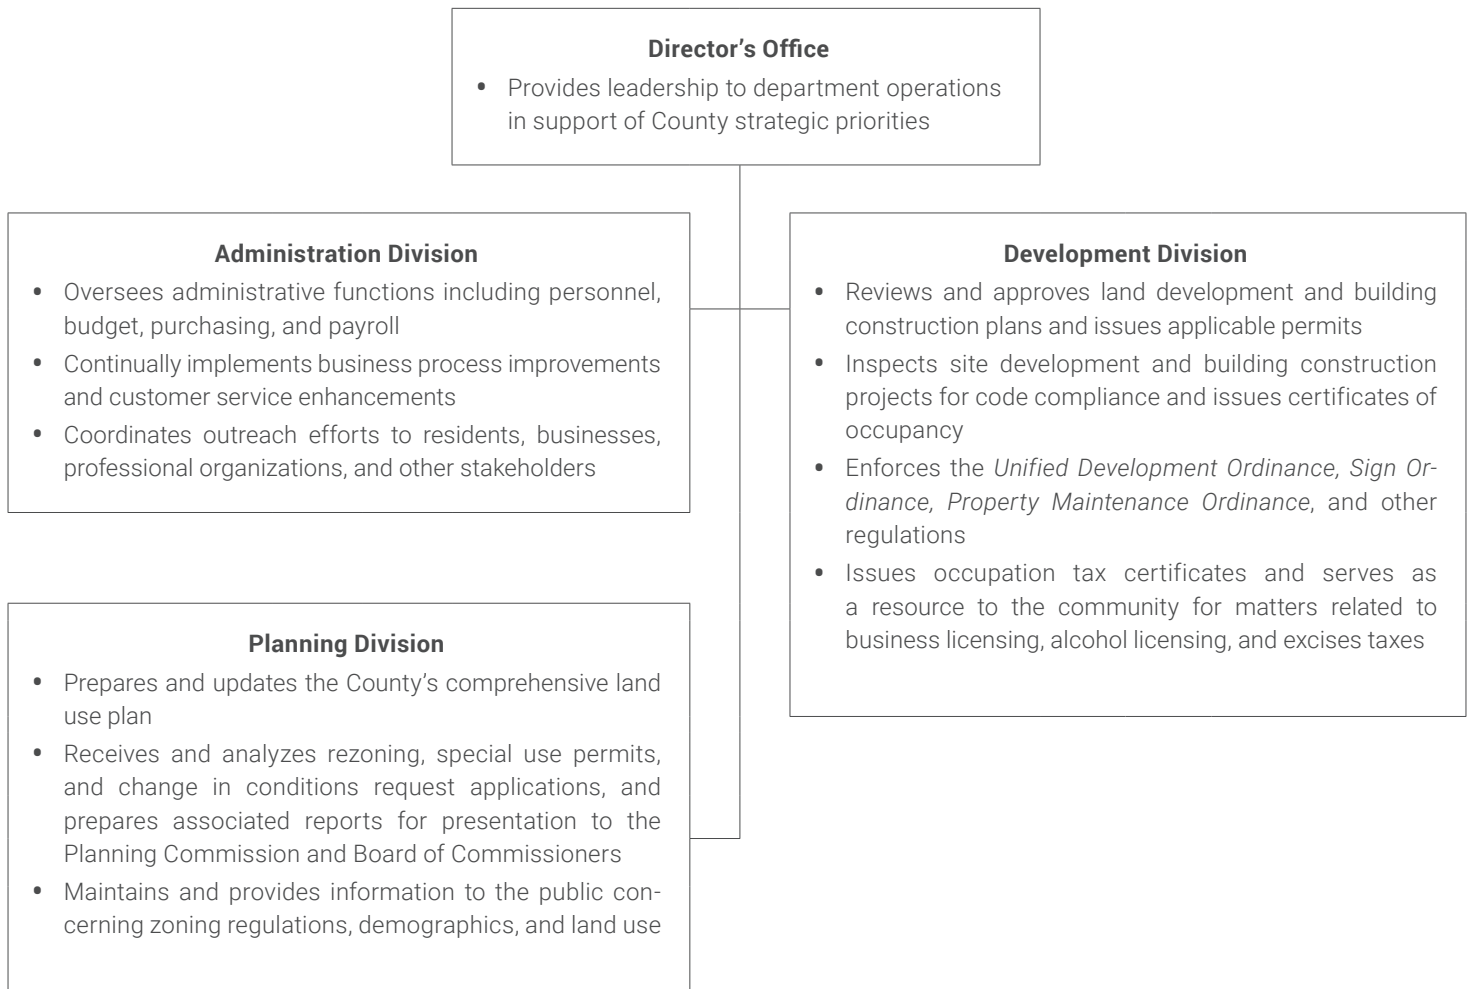 Director’s Office
• Provides leadership to department operations
in support of County strategic priorities
Administration Division
• Oversees administrative functions including personnel,
budget, purchasing, and payroll
• Continually implements business process improvements
and customer service enhancements
• Coordinates outreach efforts to residents, businesses,
professional organizations, and other stakeholders
Development Division
• Reviews and approves land development and building
construction plans and issues applicable permits
• Inspects site development and building construction
projects for code compliance and issues certificates of
occupancy
• Enforces the Unified Development Ordinance, Sign Or-
dinance, Property Maintenance Ordinance, and other
regulations
• Issues occupation tax certificates and serves as
a resource to the community for matters related to
business licensing, alcohol licensing, and excises taxes
Planning Division
• Prepares and updates the County’s comprehensive land
use plan
• Receives and analyzes rezoning, special use permits,
and change in conditions request applications, and
prepares associated reports for presentation to the
Planning Commission and Board of Commissioners
• Maintains and provides information to the public con-
cerning zoning regulations, demographics, and land use